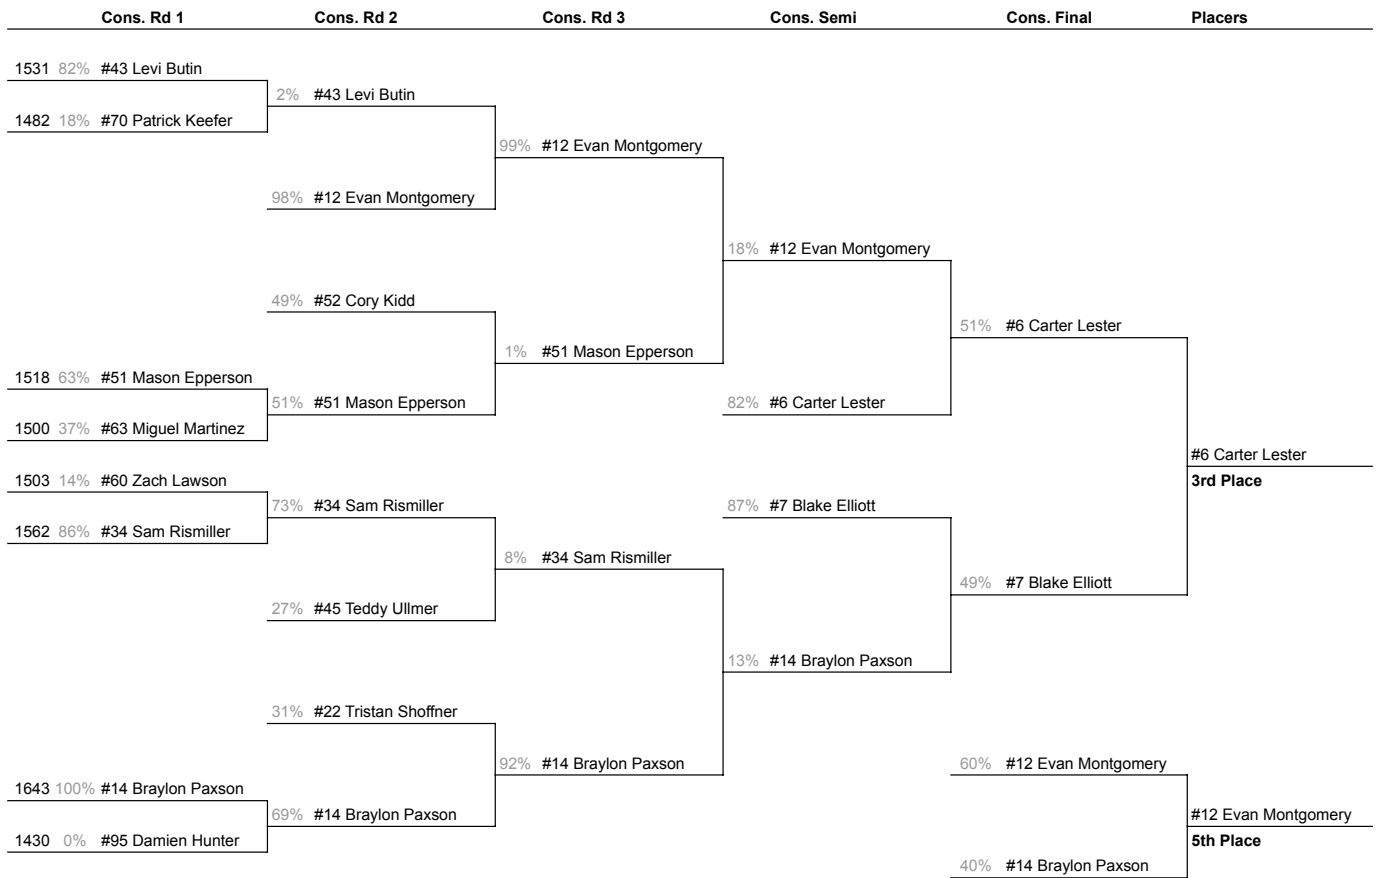 Cons. Rd 1 Cons. Rd 2 Cons. Rd 3 Cons. Semi Cons. Final Placers
1531 82% #43 Levi Butin
2% #43 Levi Butin
1482 18% #70 Patrick Keefer
99% #12 Evan Montgomery
98% #12 Evan Montgomery
18% #12 Evan Montgomery
49% #52 Cory Kidd
51% #6 Carter Lester
1% #51 Mason Epperson
1518 63% #51 Mason Epperson
51% #51 Mason Epperson
82% #6 Carter Lester
1500 37% #63 Miguel Martinez
#6 Carter Lester
3rd Place
1503 14% #60 Zach Lawson
73% #34 Sam Rismiller
87% #7 Blake Elliott
1562 86% #34 Sam Rismiller
8% #34 Sam Rismiller
49% #7 Blake Elliott
27% #45 Teddy Ullmer
13% #14 Braylon Paxson
31% #22 Tristan Shoffner
92% #14 Braylon Paxson
60% #12 Evan Montgomery
1643 100% #14 Braylon Paxson
69% #14 Braylon Paxson
#12 Evan Montgomery
5th Place
1430 0% #95 Damien Hunter
40% #14 Braylon Paxson